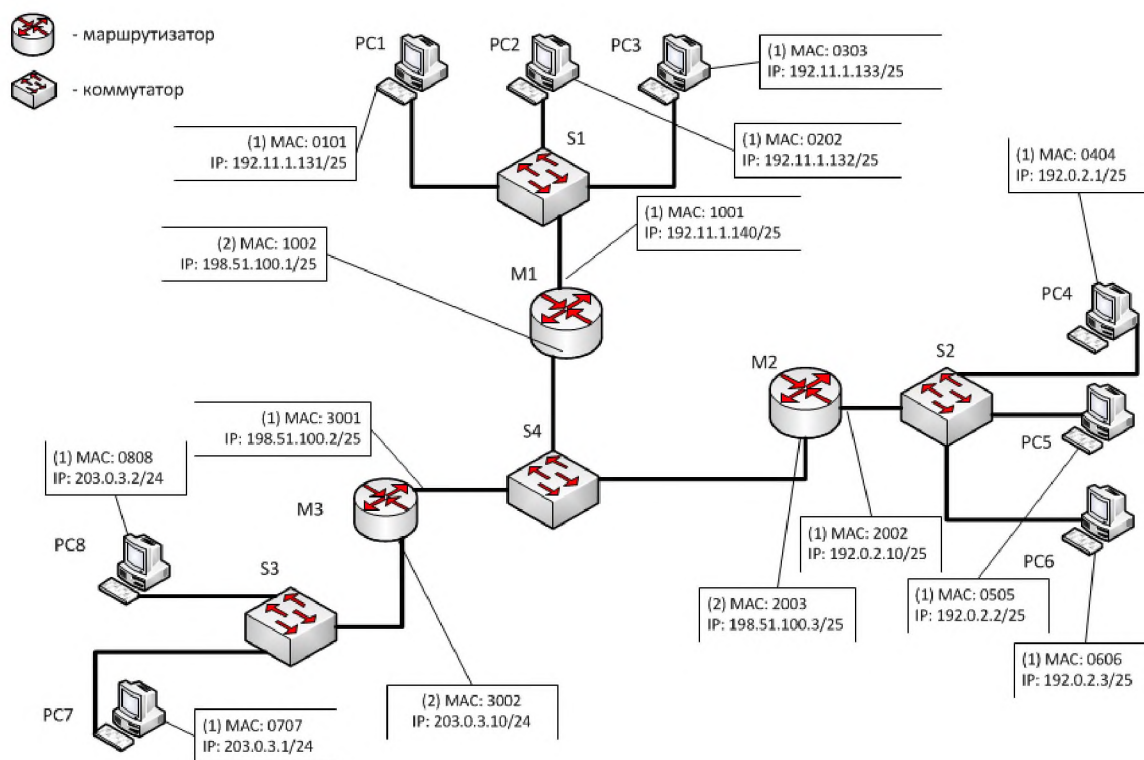 - маршрутизатор
- коммутатор
PC1
PC2
PC3
(1) MAC: 0303
IP: 192.11.1.133/25
(1) MAC: 0101
IP: 192.11.1.131/25
S1
(1) MAC: 0202
IP: 192.11.1.132/25
(1) MAC: 0404
IP: 192.0.2.1/25
(2) MAC: 1002
IP: 198.51.100.1/25
(1) MAC: 1001
IP: 192.11.1.140/25
M1
PC4
M2
S2
(1) MAC: 3001
IP: 198.51.100.2/25
S4
PC5
(1) MAC: 0808
IP: 203.0.3.2/24
M3
PC8
S3
(1) MAC: 2002
IP: 192.0.2.10/25
PC6
(2) MAC: 2003
IP: 198.51.100.3/25
(1) MAC: 0505
IP: 192.0.2.2/25
(1) MAC: 0606
IP: 192.0.2.3/25
(2) MAC: 3002
IP: 203.0.3.10/24
PC7
(1) MAC: 0707
IP: 203.0.3.1/24